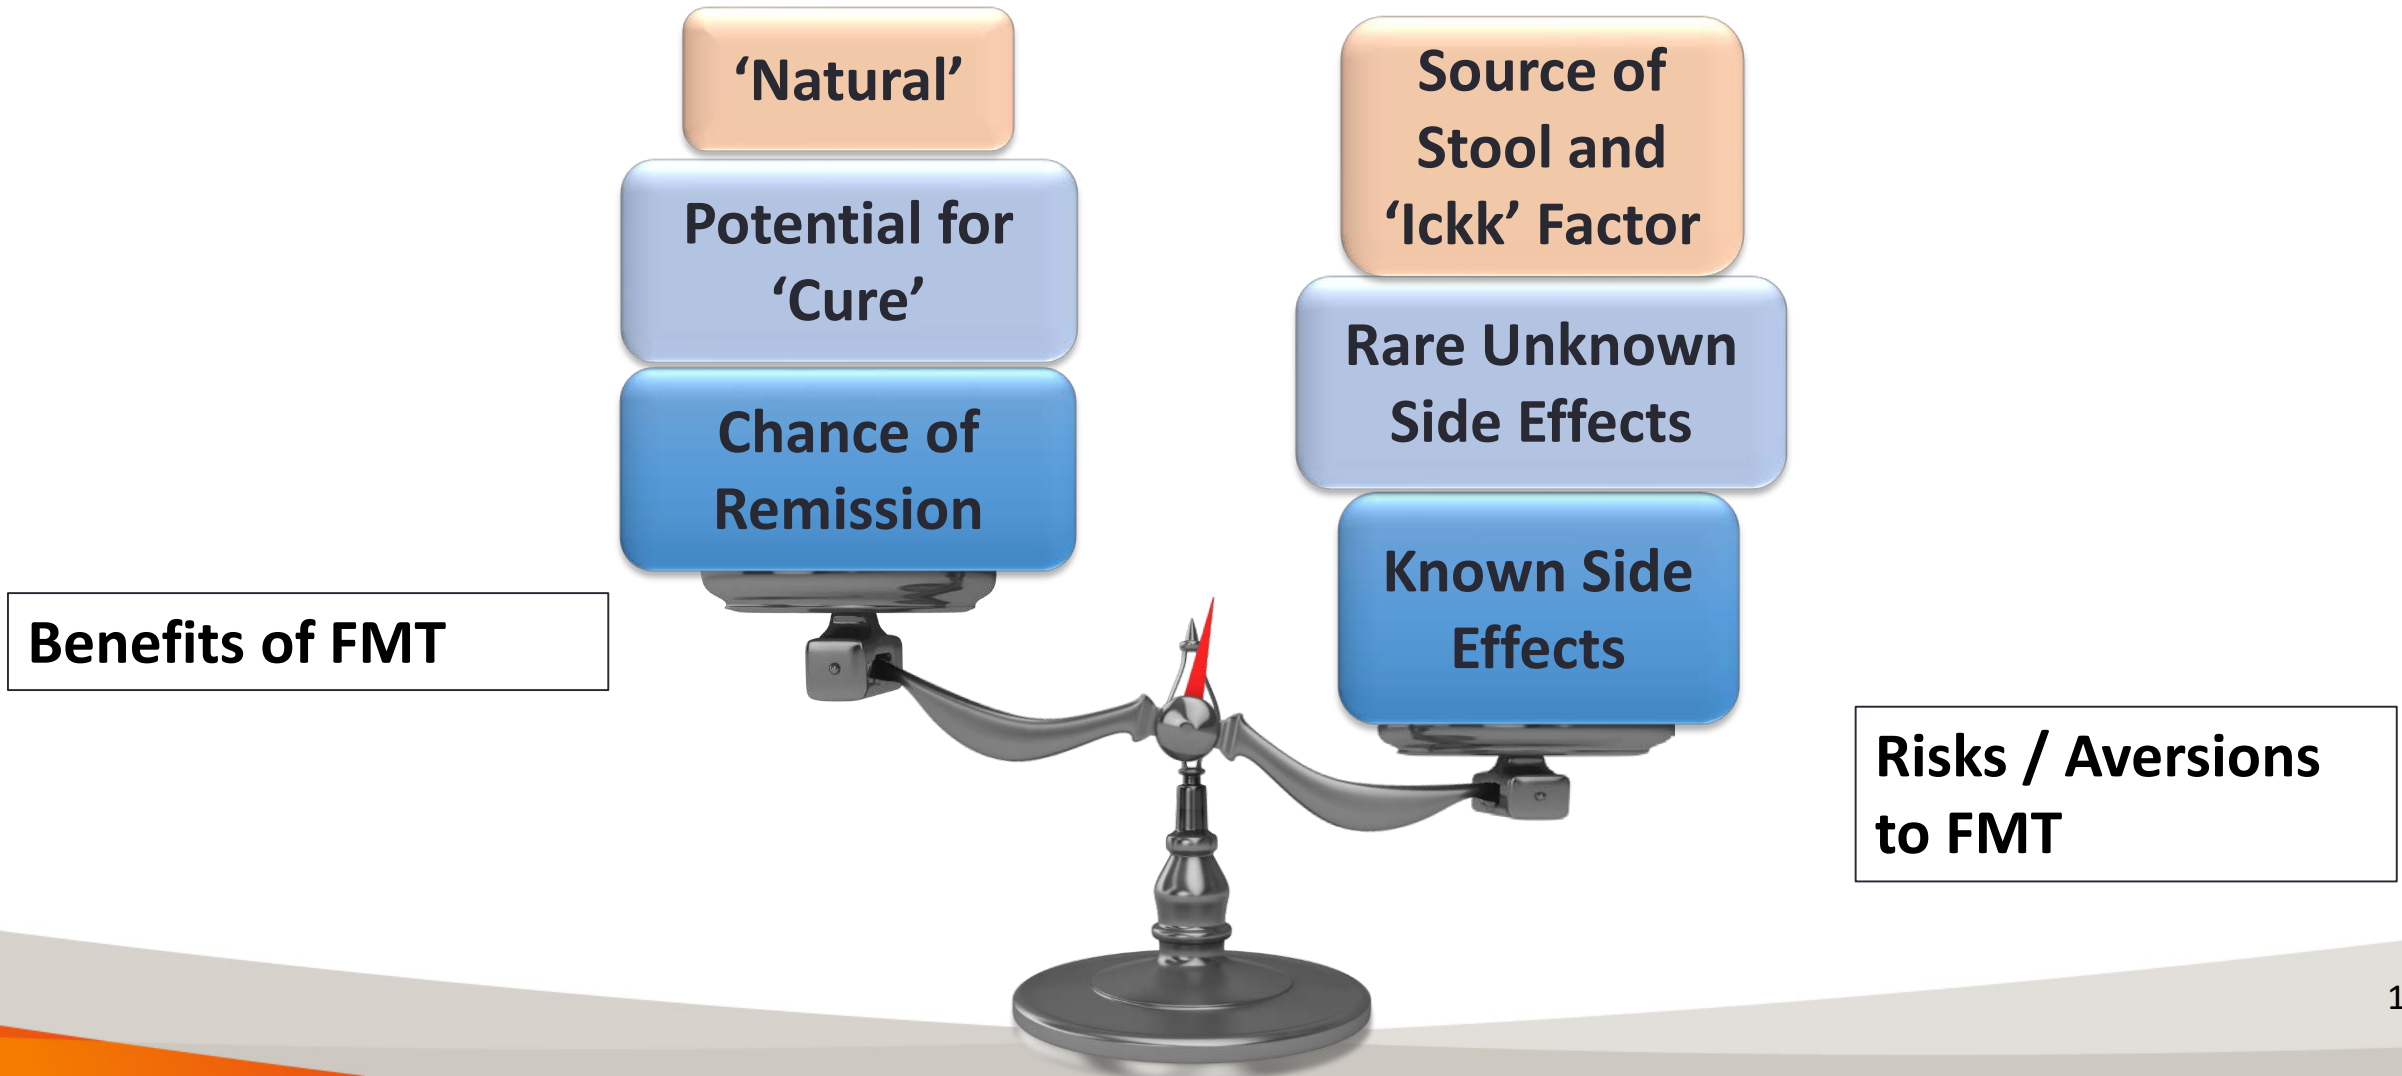 ‘Natural’
Potential for
‘Cure’
Chance of
Remission
Benefits of FMT
Source of
Stool and
‘Ickk’ Factor
Rare Unknown
Side Effects
Known Side
Effects
Risks / Aversions
to FMT
1